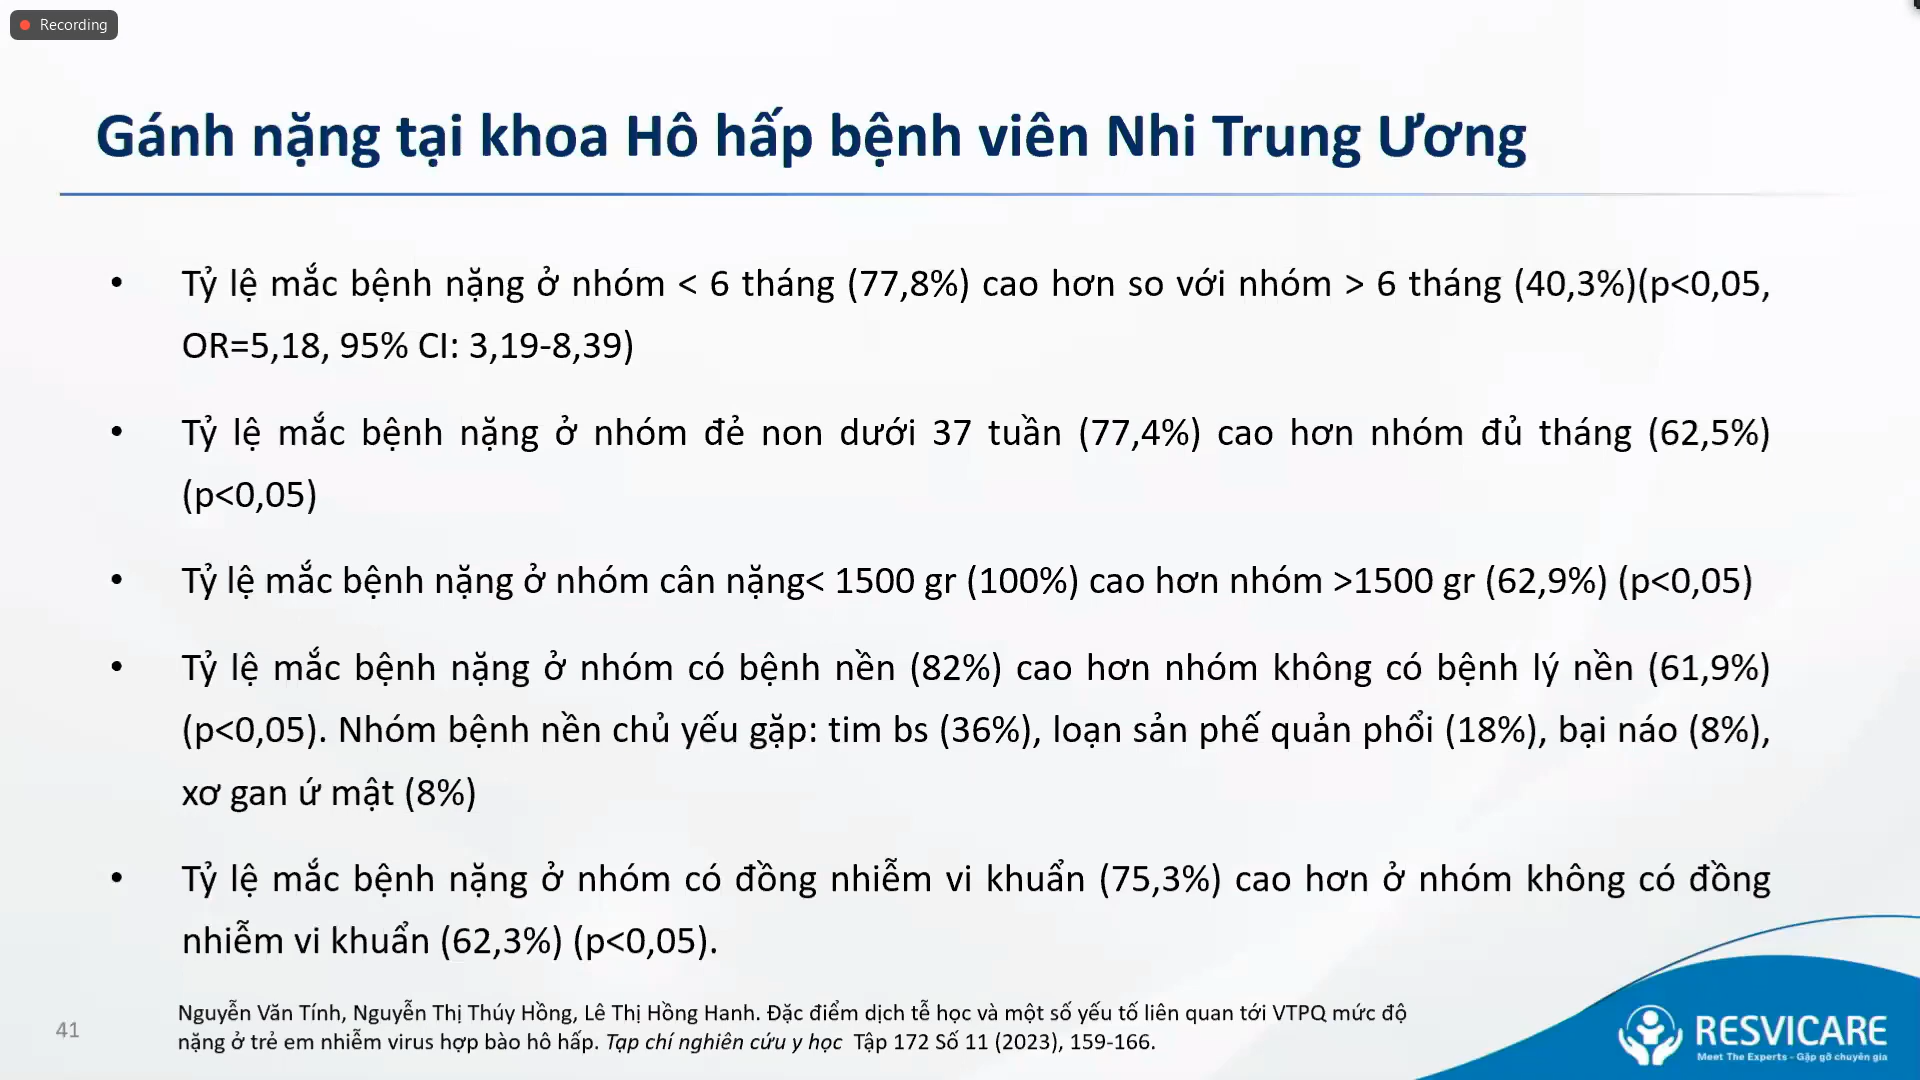 Recording
Gánh nặng tại khoa Hô hấp bệnh viên Nhi Trung Ương
• Tỷ lệ mắc bệnh nặng ở nhóm < 6 tháng (77,8%) cao hơn so với nhóm > 6 tháng (40,3%)(p<0,05,
OR=5,18, 95% CI: 3,19-8,39)
• Tỷ lệ mắc bệnh nặng ở nhóm đẻ non dưới 37 tuần (77,4%) cao hơn nhóm đủ tháng (62,5%)
(p<0,05)
• Tỷ lệ mắc bệnh nặng ở nhóm cân nặng< 1500 gr (100%) cao hơn nhóm >1500 gr (62,9%) (p<0,05)
• Tỷ lệ mắc bệnh nặng ở nhóm có bệnh nền (82%) cao hơn nhóm không có bệnh lý nền (61,9%)
(p<0,05). Nhóm bệnh nền chủ yếu gặp: tim bs (36%), loạn sản phế quản phổi (18%), bại náo (8%),
xơ gan ứ mật (8%)
• Tỷ lệ mắc bệnh nặng ở nhóm có đồng nhiễm vi khuẩn (75,3%) cao hơn ở nhóm không có đồng
nhiễm vi khuẩn (62,3%) (p<0,05).
Nguyễn Văn Tính, Nguyễn Thị Thúy Hồng, Lê Thị Hồng Hanh. Đặc điểm dịch tễ học và một số yếu tố liên quan tới VTPQ mức độ
nặng ở trẻ em nhiễm virus hợp bào hô hấp. Tạp chí nghiên cứu y học Tập 172 Số 11 (2023), 159-166.
41
RESVICARE
Meet The Experts - Gặp gỡ chuyên gia